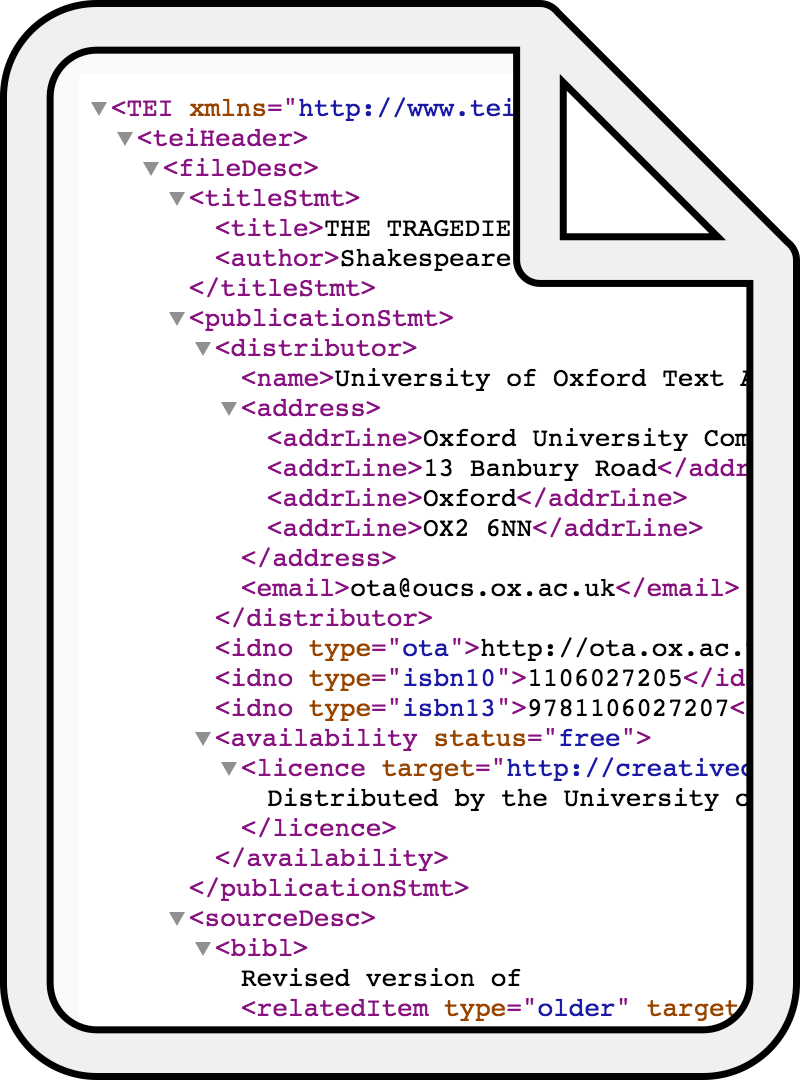 ▼<TEI xmlns="http://www.tei
▼<teiHeader>
▼<fileDesc>
▼<titleStmt>
<title>THE TRAGEDIE
<author>Shakespeare
</titleStmt>
▼<publicationStmt>
▼<distributor>
<name>University of Oxford Text A
▼<address>
<addrLine>Oxford University Com
<addrLine>13 Banbury Road</addr
<addrLine>Oxford</addrLine>
<addrLine>OX2 6NN</addrLine>
</address>
<email>ota@oucs.ox.ac.uk</email>
</distributor>
<idno type="ota">http://ota.ox.ac.
<idno type="isbn10">1106027205</id
<idno type="isbn13">9781106027207<
▼<availability status="free">
▼<licence target="http://creativec
Distributed by the University o
</licence>
</availability>
</publicationStmt>
▼<sourceDesc>
▼<bibl>
Revised version of
<relatedItem type="older" target